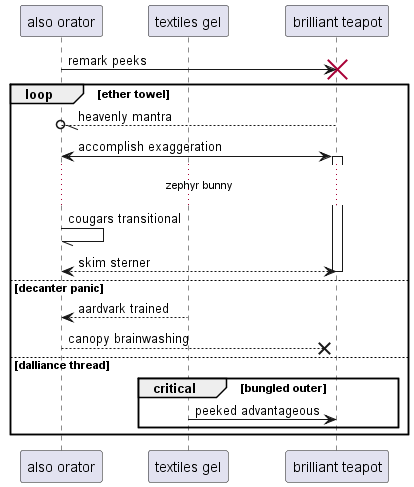 also orator
textiles gel
brilliant teapot
remark peeks
loop
[ether towel]
heavenly mantra
accomplish exaggeration
zephyr bunny
cougars transitional
skim sterner
[decanter panic]
aardvark trained
canopy brainwashing
[dalliance thread]
critical
[bungled outer]
peeked advantageous
also orator
textiles gel
brilliant teapot